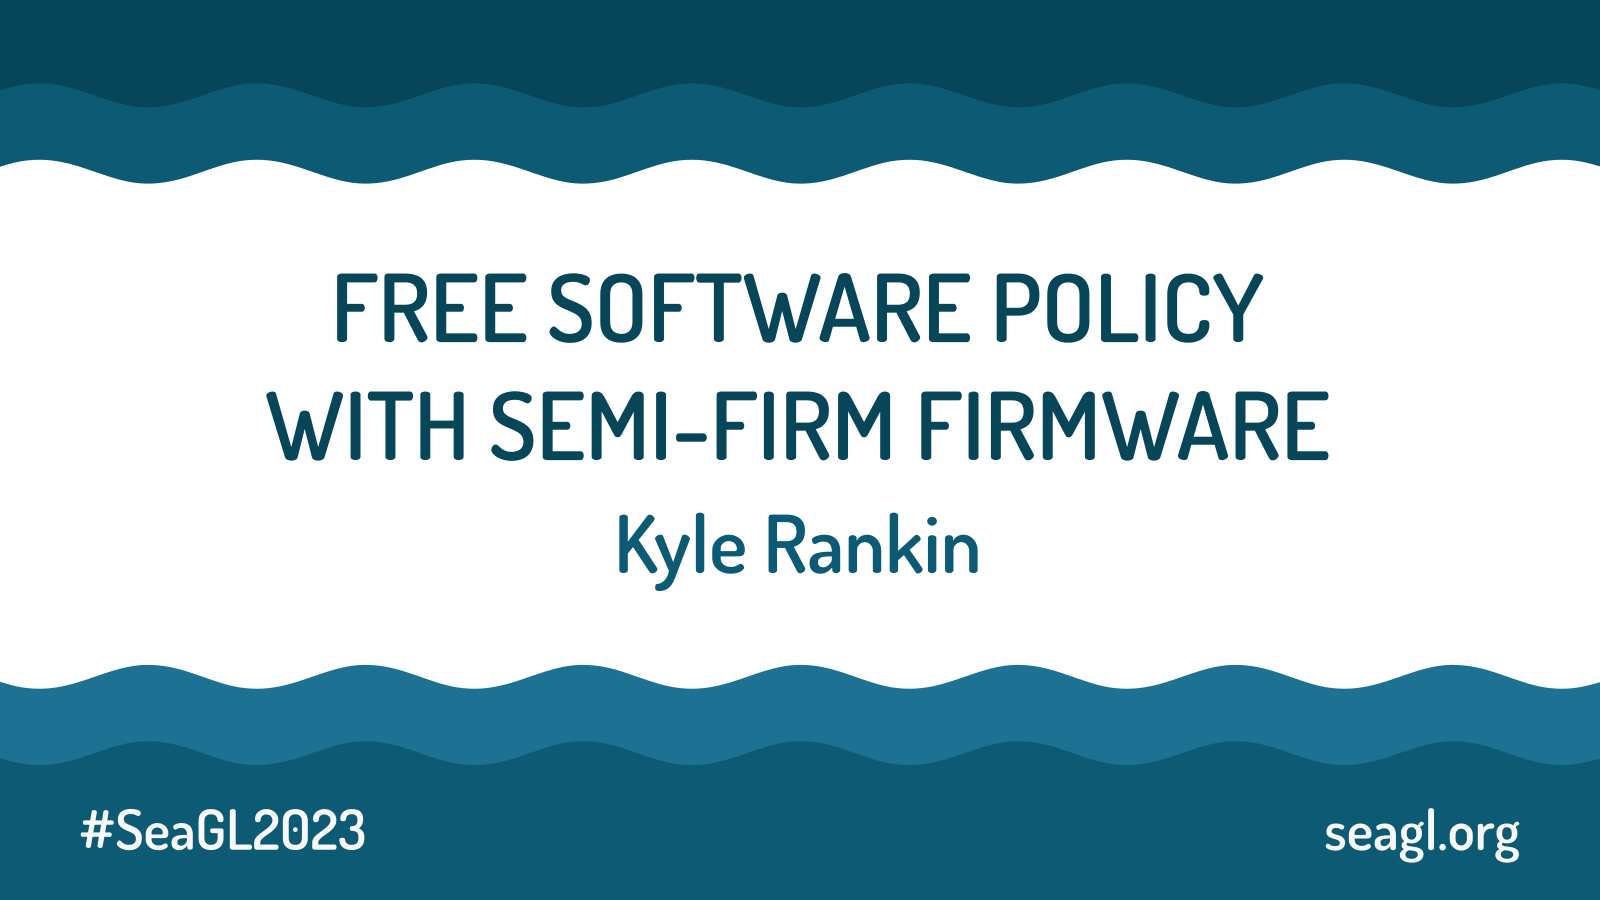 FREE SOFTWARE POLICY
WITH SEMI-FIRM FIRMWARE
Kyle Rankin
#SeaGL2023
seagl.org